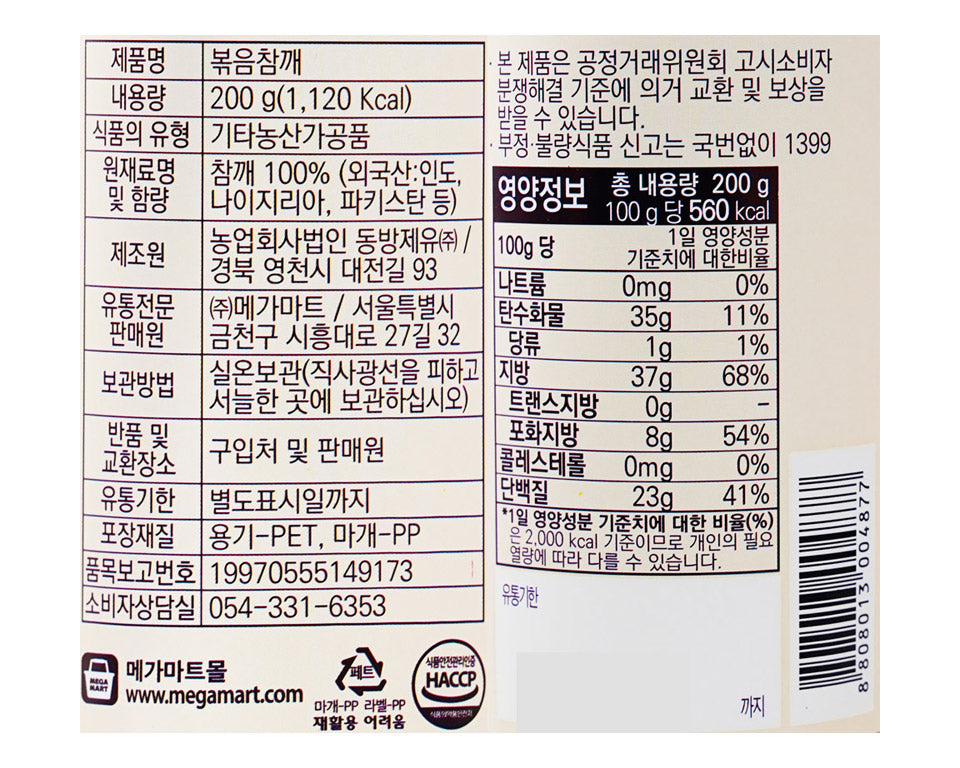 제품명 볶음참깨
내용량 200 g(1,120 Kcal)
식품의 유형 기타농산가공품
원재료명 및 함량 참깨 100% (외국산:인도,
나이지리아, 파키스탄 등)
제조원 농업회사법인 동방제유㈜ /
경북 영천시 대전길 93
유통전문 판매원 ㈜메가마트 / 서울특별시
금천구 시흥대로 27길 32
보관방법 실온보관(직사광선을 피하고
서늘한 곳에 보관하십시오)
반품 및 교환장소 구입처 및 판매원
유통기한 별도표시일까지
포장재질 용기-PET, 마개-PP
품목보고번호 19970555149173
소비자상담실 054-331-6353
MEGA MART
메가마트몰
www.megamart.com
페트
마개-PP 라벨-PP
재활용 어려움
식품안전관리인증
HACCP
식품의약품안전처
· 본 제품은 공정거래위원회 고시소비자
분쟁해결 기준에 의거 교환 및 보상을
받을 수 있습니다.
· 부정·불량식품 신고는 국번없이 1399
영양정보 총 내용량 200 g
100 g 당 560 kcal
100g 당 1일 영양성분
기준치에 대한비율
나트륨 0mg 0%
탄수화물 35g 11%
당류 1g 1%
지방 37g 68%
트랜스지방 0g -
포화지방 8g 54%
콜레스테롤 0mg 0%
단백질 23g 41%
*1일 영양성분 기준치에 대한 비율(%)
은 2,000 kcal 기준이므로 개인의 필요
열량에 따라 다를 수 있습니다.
유통기한
까지
8 808013 004877